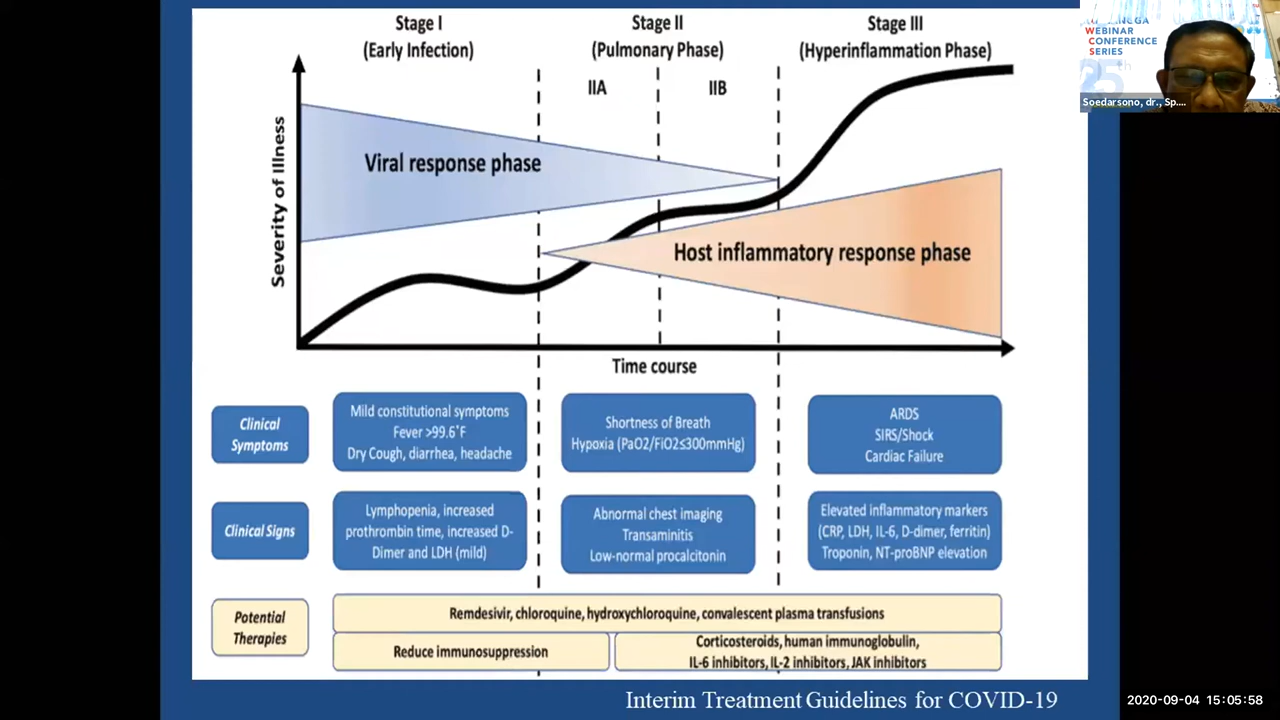 Stage I
(Early Infection)
Stage II
(Pulmonary Phase)
Stage III
(Hyperinflammation Phase)
IIA
IIB
Severity of Illness
Viral response phase
Host inflammatory response phase
Time course
Clinical
Symptoms
Mild constitutional symptoms
Fever >99.6°F
Dry Cough, diarrhea, headache
Shortness of Breath
Hypoxia (PaO2/FiO2≤300mmHg)
ARDS
SIRS/Shock
Cardiac Failure
Clinical Signs
Lymphopenia, increased
prothrombin time, increased D-
Dimer and LDH (mild)
Abnormal chest imaging
Transaminitis
Low-normal procalcitonin
Elevated inflammatory markers
(CRP, LDH, IL-6, D-dimer, ferritin)
Troponin, NT-proBNP elevation
Potential
Therapies
Remdesivir, chloroquine, hydroxychloroquine, convalescent plasma transfusions
Reduce immunosuppression
Corticosteroids, human immunoglobulin,
IL-6 inhibitors, IL-2 inhibitors, JAK inhibitors
Interim Treatment Guidelines for COVID-19
WEBINAR
CONFERENCE
SERIES
25th
Soedarsono, dr., Sp....
2020-09-04 15:05:58